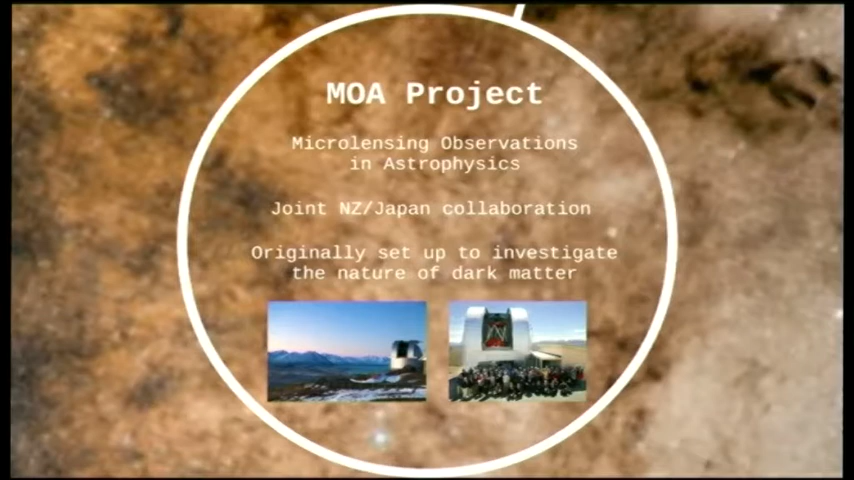 MOA Project
Microlensing Observations
in Astrophysics
Joint NZ/Japan collaboration
Originally set up to investigate
the nature of dark matter